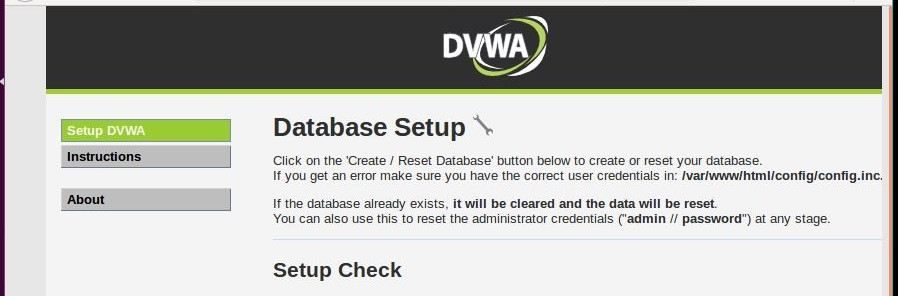 DVWA
Setup DVWA
Instructions
About
Database Setup
Click on the 'Create / Reset Database' button below to create or reset your database.
If you get an error make sure you have the correct user credentials in: /var/www/html/config/config.inc.
If the database already exists, it will be cleared and the data will be reset.
You can also use this to reset the administrator credentials ("admin // password") at any stage.
Setup Check